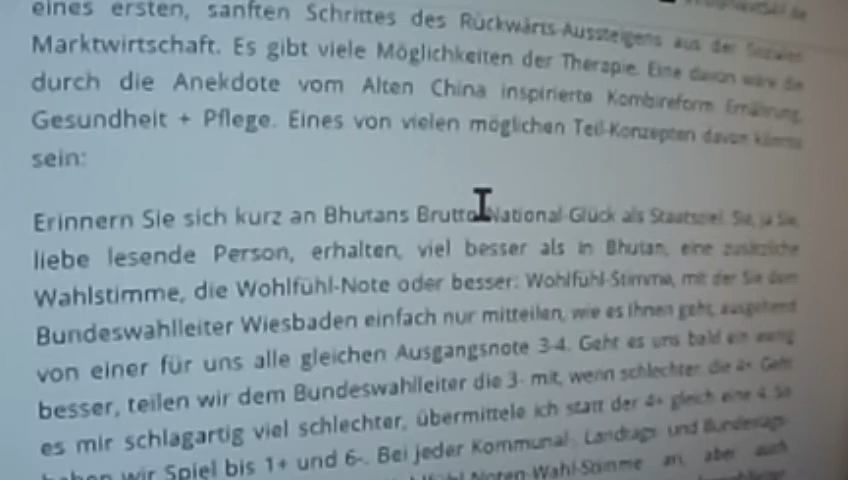 eines ersten, sanften Schrittes des Rückwärts-Aussteigens aus der Sozialen
Marktwirtschaft. Es gibt viele Möglichkeiten der Therapie. Eine davon wäre die
durch die Anekdote vom Alten China inspirierte Kombireform Ernährung,
Gesundheit + Pflege. Eines von vielen möglichen Teil-Konzepten davon könnte
sein:
Erinnern Sie sich kurz an Bhutans Brutto-National-Glück als Staatsziel. Sie, ja Sie,
liebe lesende Person, erhalten, viel besser als in Bhutan, eine zusätzliche
Wahlstimme, die Wohlfühl-Note oder besser: Wohlfühl-Stimme, mit der Sie dem
Bundeswahlleiter Wiesbaden einfach nur mitteilen, wie es Ihnen geht, ausgehend
von einer für uns alle gleichen Ausgangsnote 3-4. Geht es uns bald ein wenig
besser, teilen wir dem Bundeswahlleiter die 3- mit, wenn schlechter, die 4+. Geht
es mir schlagartig viel schlechter, übermittele ich statt der 4+ gleich eine 4. So
haben wir Spiel bis 1+ und 6-. Bei jeder Kommunal-, Landtags- und Bundestags-
Noten-Wahl-Stimme an, aber auch